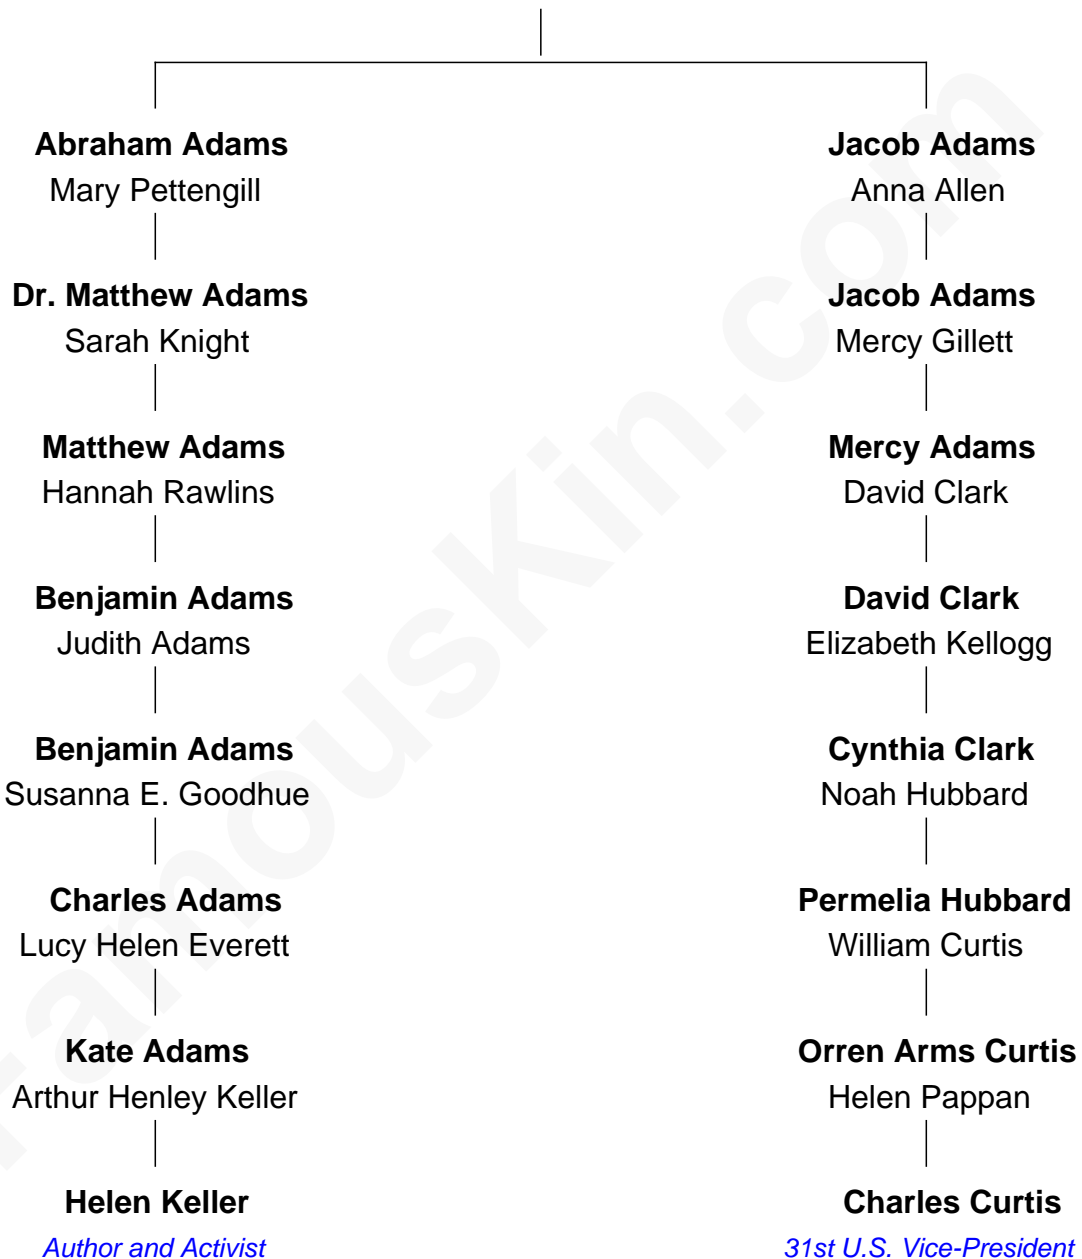 Abraham Adams
Mary Pettengill
Jacob Adams
Anna Allen
Dr. Matthew Adams
Sarah Knight
Jacob Adams
Mercy Gillett
Matthew Adams
Hannah Rawlins
Mercy Adams
David Clark
Benjamin Adams
Judith Adams
David Clark
Elizabeth Kellogg
Benjamin Adams
Susanna E. Goodhue
Cynthia Clark
Noah Hubbard
Charles Adams
Lucy Helen Everett
Permelia Hubbard
William Curtis
Kate Adams
Arthur Henley Keller
Orren Arms Curtis
Helen Pappan
Helen Keller
Author and Activist
Charles Curtis
31st U.S. Vice-President
FamousKin.com